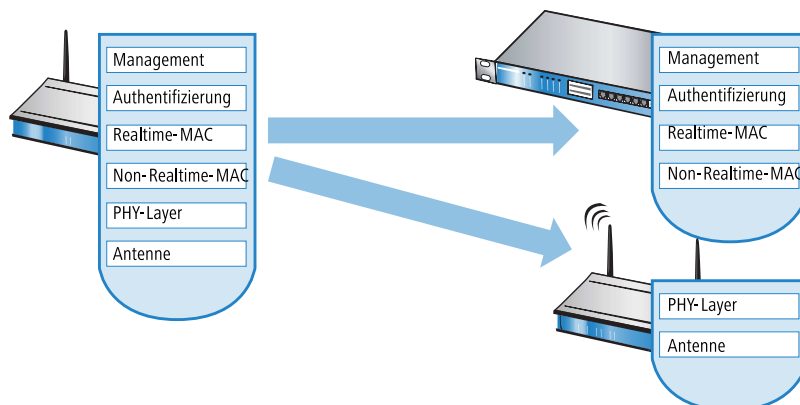 Management
Authentifizierung
Realtime-MAC
Non-Realtime-MAC
PHY-Layer
Antenne
Management
Authentifizierung
Realtime-MAC
Non-Realtime-MAC
PHY-Layer
Antenne